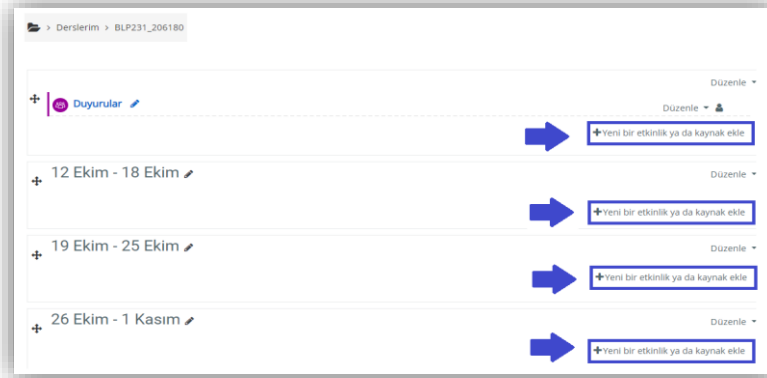 > Derslerim > BLP231_206180
Düzenle
Duyurular
Düzenle
+Yeni bir etkinlik ya da kaynak ekle
12 Ekim - 18 Ekim
Düzenle
+Yeni bir etkinlik ya da kaynak ekle
19 Ekim - 25 Ekim
Düzenle
+Yeni bir etkinlik ya da kaynak ekle
26 Ekim - 1 Kasım
Düzenle
+Yeni bir etkinlik ya da kaynak ekle